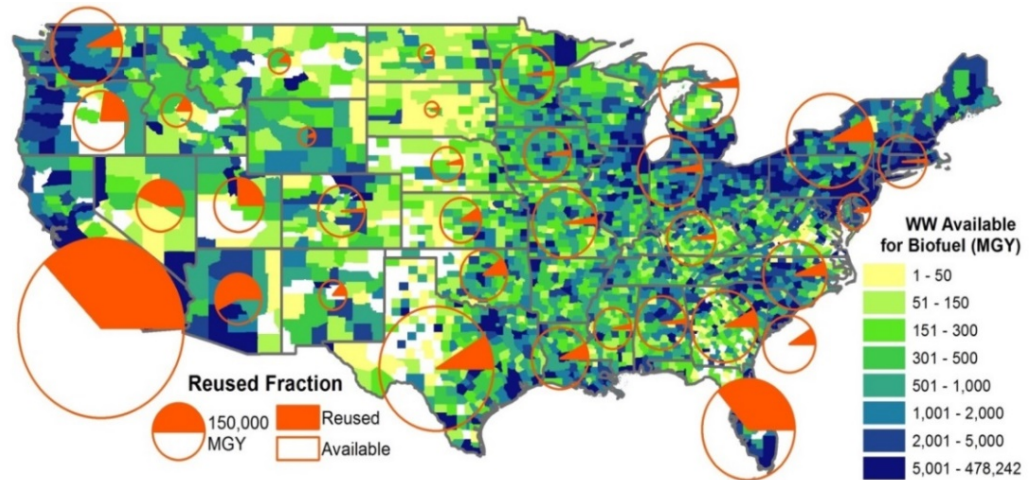 WW Available
for Biofuel (MGY)
1 - 50
51 - 150
151 - 300
301 - 500
501 - 1,000
1,001 - 2,000
2,001 - 5,000
5,001 - 478,242
Reused Fraction
150,000
MGY
Reused
Available